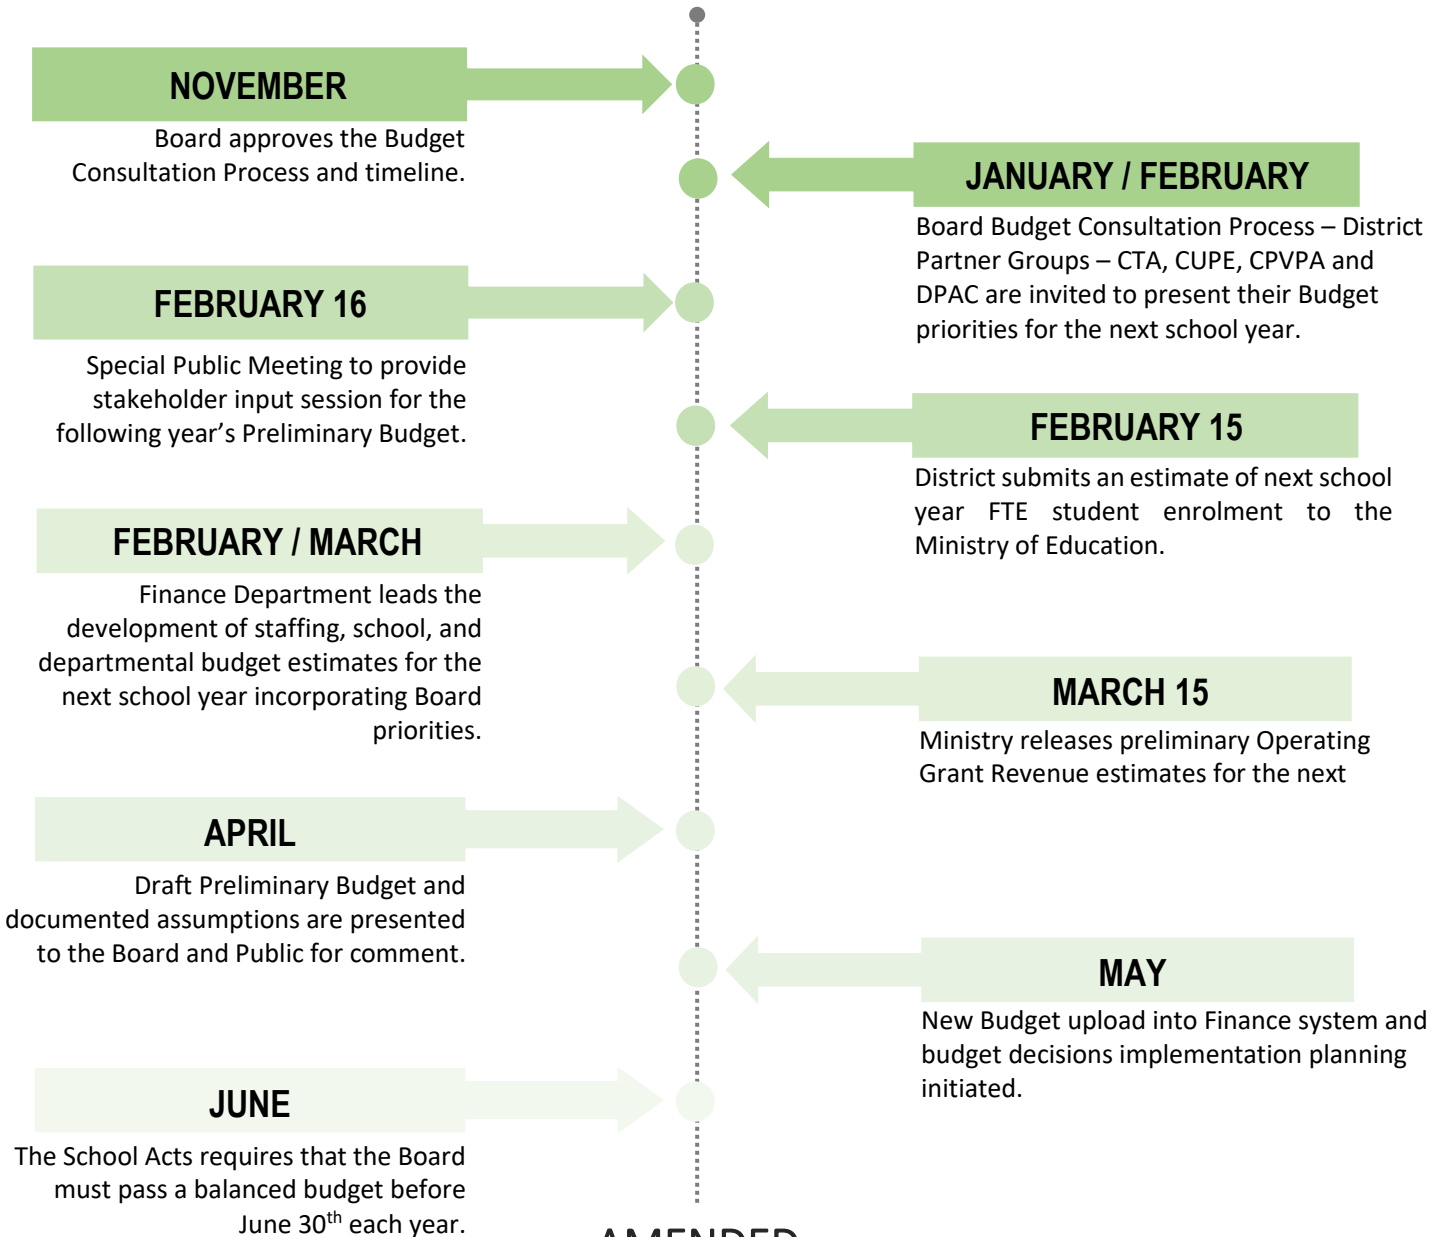 NOVEMBER
Board approves the Budget
Consultation Process and timeline.
JANUARY / FEBRUARY
Board Budget Consultation Process – District
Partner Groups – CTA, CUPE, CPVPA and
DPAC are invited to present their Budget
priorities for the next school year.
FEBRUARY 16
Special Public Meeting to provide
stakeholder input session for the
following year’s Preliminary Budget.
FEBRUARY 15
District submits an estimate of next school
year FTE student enrolment to the
Ministry of Education.
FEBRUARY / MARCH
Finance Department leads the
development of staffing, school, and
departmental budget estimates for the
next school year incorporating Board
priorities.
MARCH 15
Ministry releases preliminary Operating
Grant Revenue estimates for the next
APRIL
Draft Preliminary Budget and
documented assumptions are presented
to the Board and Public for comment.
MAY
New Budget upload into Finance system and
budget decisions implementation planning
initiated.
JUNE
The School Acts requires that the Board
must pass a balanced budget before
June 30th each year.
AMENDED